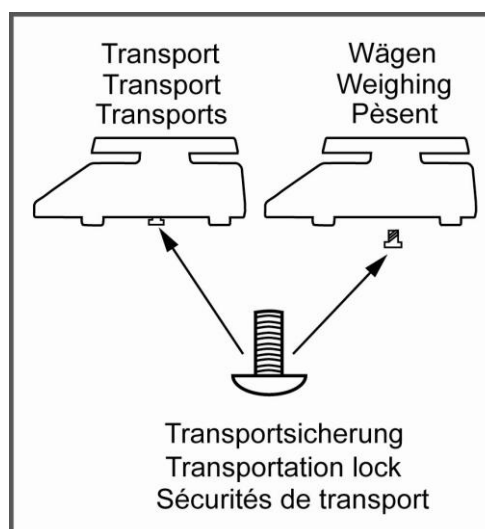 Transport
Transport
Transports
Wägen
Weighing
Pèsent
Transportsicherung
Transportation lock
Sécurités de transport